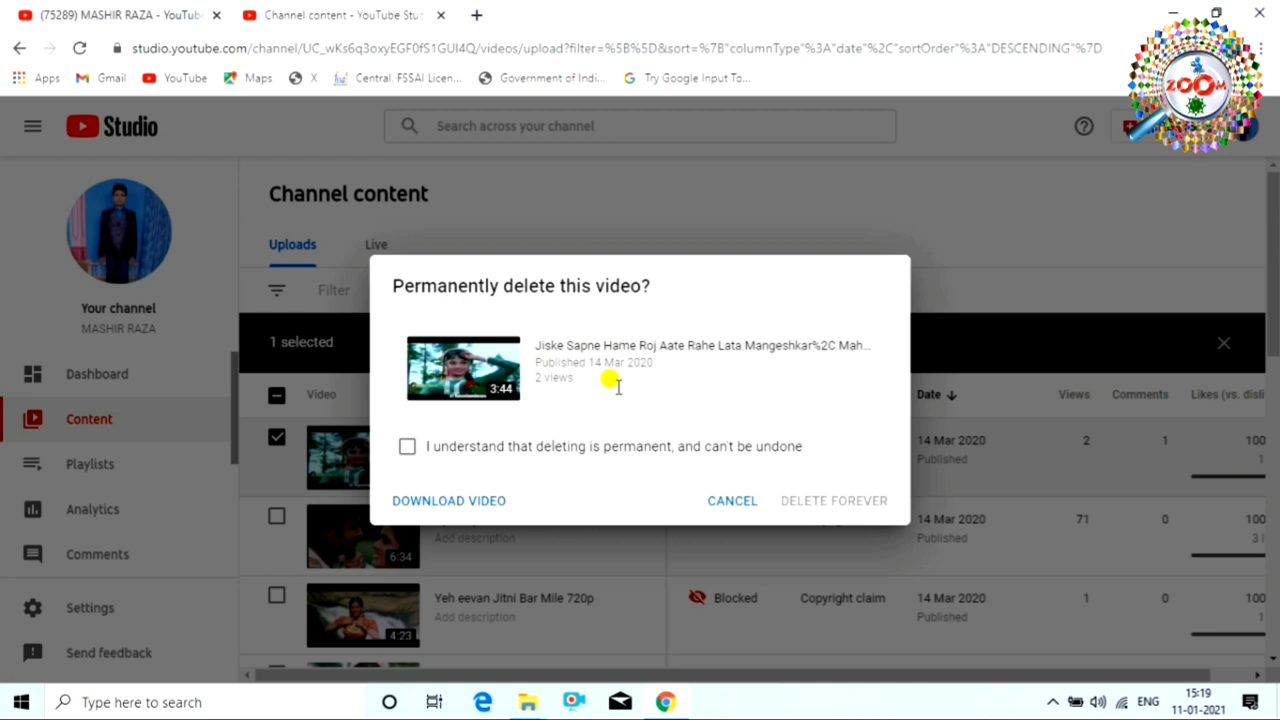 (75289) MASHIR RAZA - YouTub
Channel content - YouTube Stu
studio.youtube.com/channel/UC_wKs6q3oxyEGF0fS1GUl4Q/videos/upload?filter=%5B%5D&sort=%7B"columnType"%3A"date"%2C"sortOrder"%3A"DESCENDING"%7D
Apps Gmail YouTube Maps X Central. FSSAI Licen... Government of Indi... Try Google Input To...
ZOOM
Studio
Search across your channel
Channel content
Uploads Live
Filter
Your channel
MASHIR RAZA
Permanently delete this video?
1 selected
Jiske Sapne Hame Roj Aate Rahe Lata Mangeshkar%2C Mah...
Published 14 Mar 2020
2 views
3:44
Dashboard
Video Date Views Comments Likes (vs. disli
Content
I understand that deleting is permanent, and can't be undone
14 Mar 2020 2 1 100
Published 1
Playlists
DOWNLOAD VIDEO CANCEL DELETE FOREVER
Analytics
14 Mar 2020 71 0 100
Add description Published 3 l
6:34
Comments
Yeh eevan Jitni Bar Mile 720p Blocked Copyright claim 14 Mar 2020 1 0 100
Add description Published 1
4:23
Settings
Send feedback
Type here to search
ENG
15:19
11-01-2021